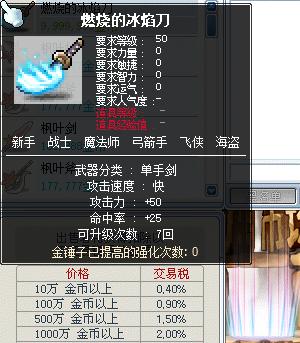 燃烧的冰焰刀
要求等级: 50
要求力量: 0
要求敏捷: 0
要求智力: 0
要求运气: 0
要求人气度: -
道具等级: -
道具经验值: -
新手 战士 魔法师 弓箭手 飞侠 海盗
武器分类: 单手剑
攻击速度: 快
攻击力: +50
命中率: +25
可升级次数: 7回
金锤子已提高的强化次数: 0
价格 交易税
10万 金币以上 0,40%
100万 金币以上 0,90%
500万 金币以上 1,50%
1000万 金币以上 2,00%